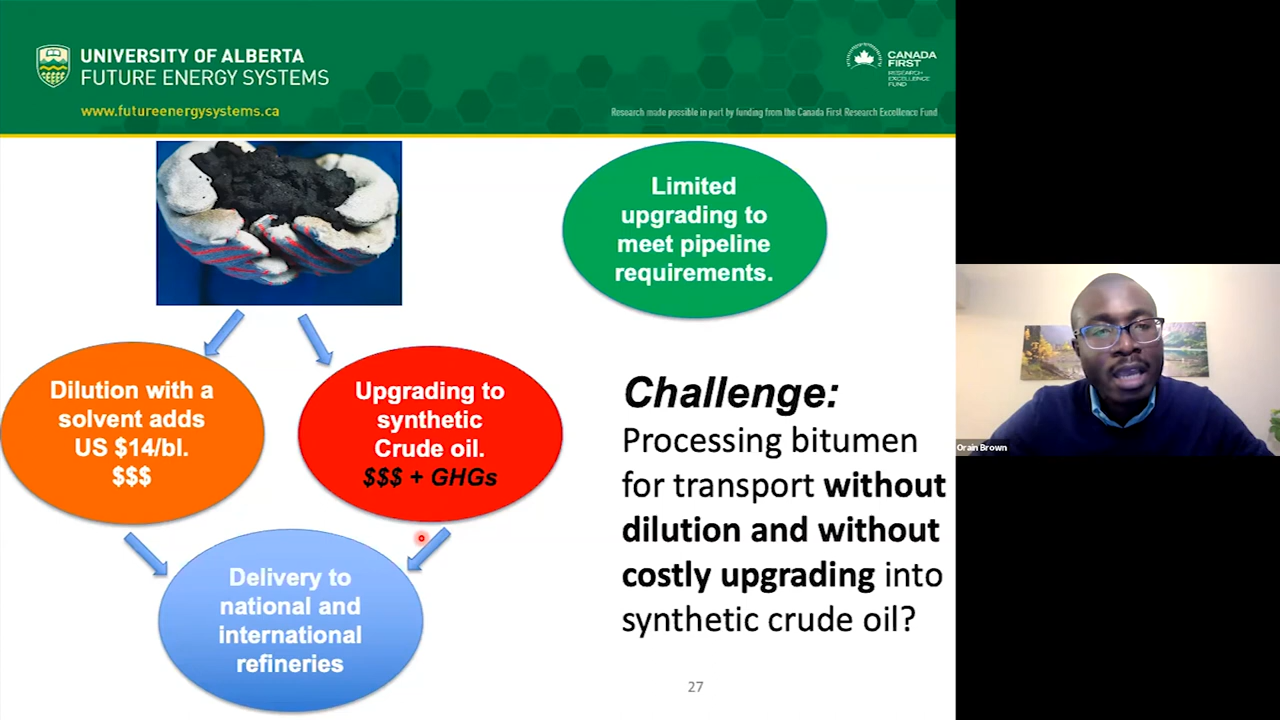 UNIVERSITY OF ALBERTA
FUTURE ENERGY SYSTEMS
www.futureenergysystems.ca
CANADA
FIRST
RESEARCH
EXCELLENCE
FUND
Research made possible in part by funding from the Canada First Research Excellence Fund
Limited
upgrading to
meet pipeline
requirements.
Dilution with a
solvent adds
US $14/bl.
$$$
Upgrading to
synthetic
Crude oil.
$$$ + GHGs
Delivery to
national and
international
refineries
Challenge:
Processing bitumen
for transport without
dilution and without
costly upgrading into
synthetic crude oil?
27
Orain Brown